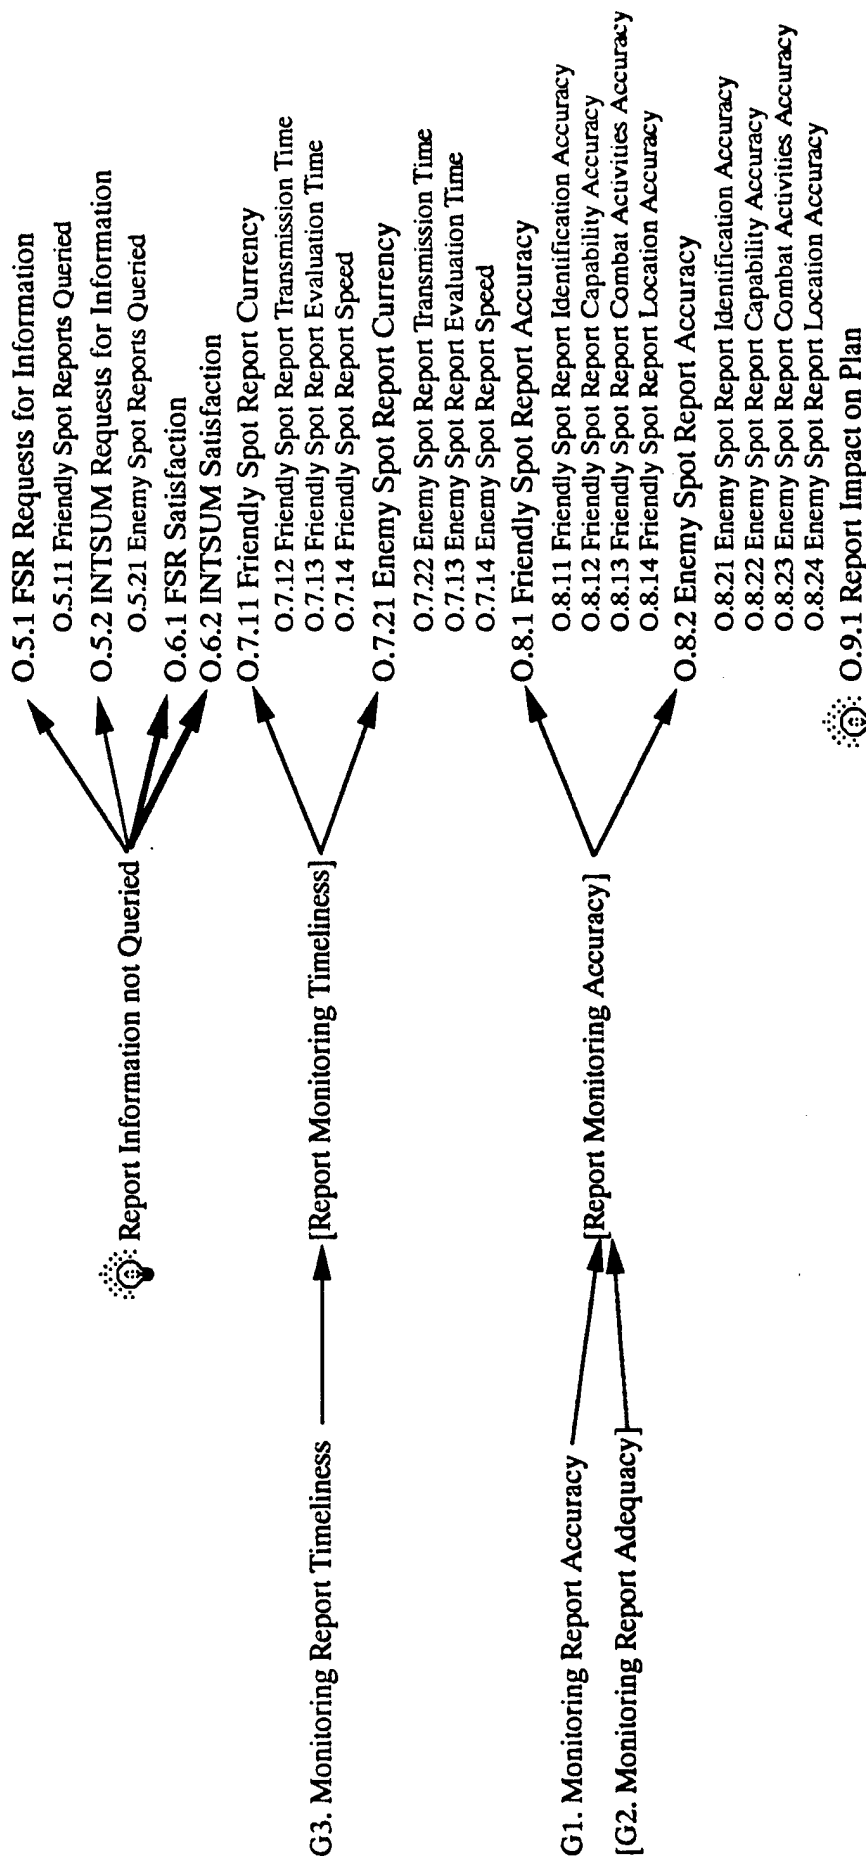 O.5.1 FSR Requests for Information
O.5.11 Friendly Spot Reports Queried
O.5.2 INTSUM Requests for Information
O.5.21 Enemy Spot Reports Queried
O.6.1 FSR Satisfaction
O.6.2 INTSUM Satisfaction
Report Information not Queried
O.7.11 Friendly Spot Report Currency
O.7.12 Friendly Spot Report Transmission Time
O.7.13 Friendly Spot Report Evaluation Time
O.7.14 Friendly Spot Report Speed
G3. Monitoring Report Timeliness
[Report Monitoring Timeliness]
O.7.21 Enemy Spot Report Currency
O.7.22 Enemy Spot Report Transmission Time
O.7.13 Enemy Spot Report Evaluation Time
O.7.14 Enemy Spot Report Speed
O.8.1 Friendly Spot Report Accuracy
O.8.11 Friendly Spot Report Identification Accuracy
O.8.12 Friendly Spot Report Capability Accuracy
O.8.13 Friendly Spot Report Combat Activities Accuracy
O.8.14 Friendly Spot Report Location Accuracy
G1. Monitoring Report Accuracy
[G2. Monitoring Report Adequacy]
[Report Monitoring Accuracy]
O.8.2 Enemy Spot Report Accuracy
O.8.21 Enemy Spot Report Identification Accuracy
O.8.22 Enemy Spot Report Capability Accuracy
O.8.23 Enemy Spot Report Combat Activities Accuracy
O.8.24 Enemy Spot Report Location Accuracy
O.9.1 Report Impact on Plan